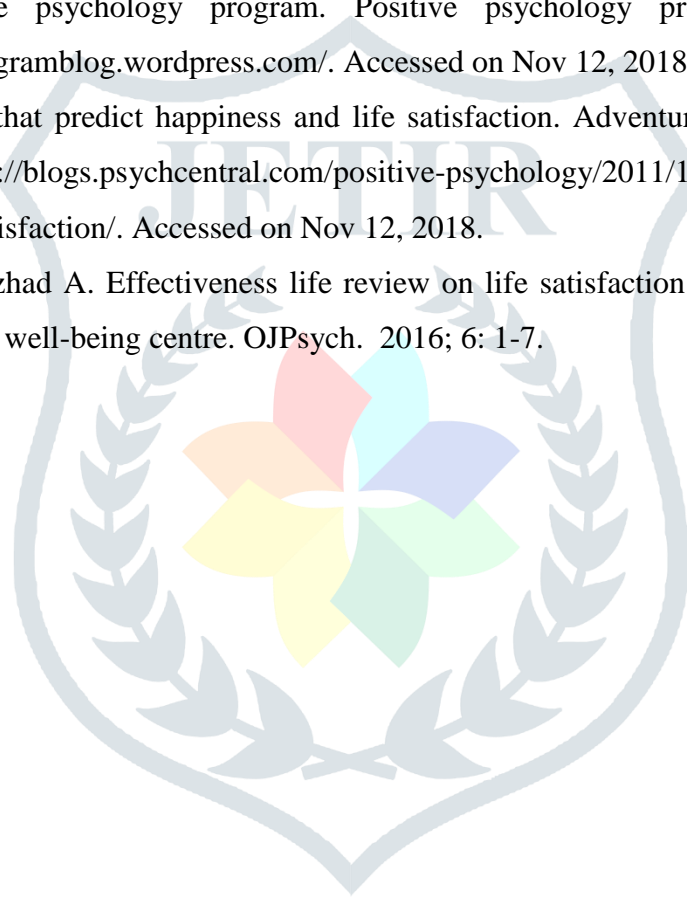 e psychology program. Positive psychology pr
gramblog.wordpress.com/. Accessed on Nov 12, 2018
that predict happiness and life satisfaction. Adventur
://blogs.psychcentral.com/positive-psychology/2011/1
isfaction/. Accessed on Nov 12, 2018.
zhad A. Effectiveness life review on life satisfaction
well-being centre. OJPsych. 2016; 6: 1-7.
JETIR